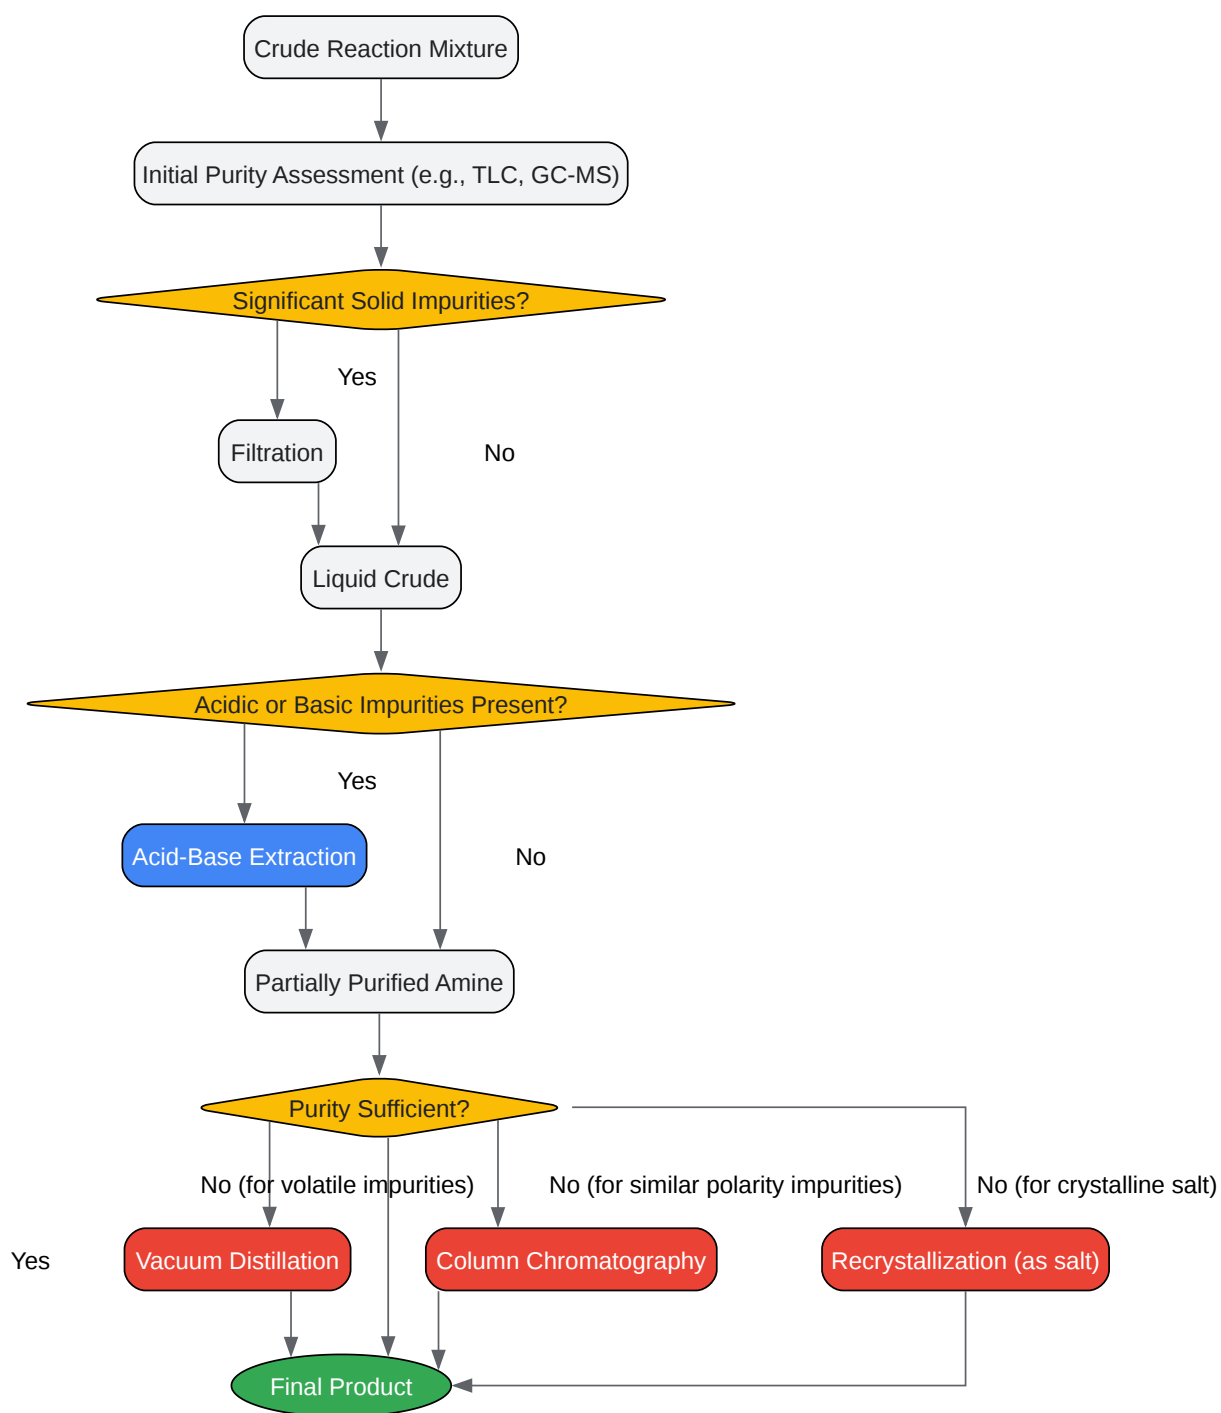 Crude Reaction Mixture
Initial Purity Assessment (e.g., TLC, GC-MS)
Significant Solid Impurities?
Yes
Filtration
No
Liquid Crude
Acidic or Basic Impurities Present?
Yes
Acid-Base Extraction
No
Partially Purified Amine
Purity Sufficient?
No (for volatile impurities)
No (for similar polarity impurities)
No (for crystalline salt)
Yes
Vacuum Distillation
Column Chromatography
Recrystallization (as salt)
Final Product